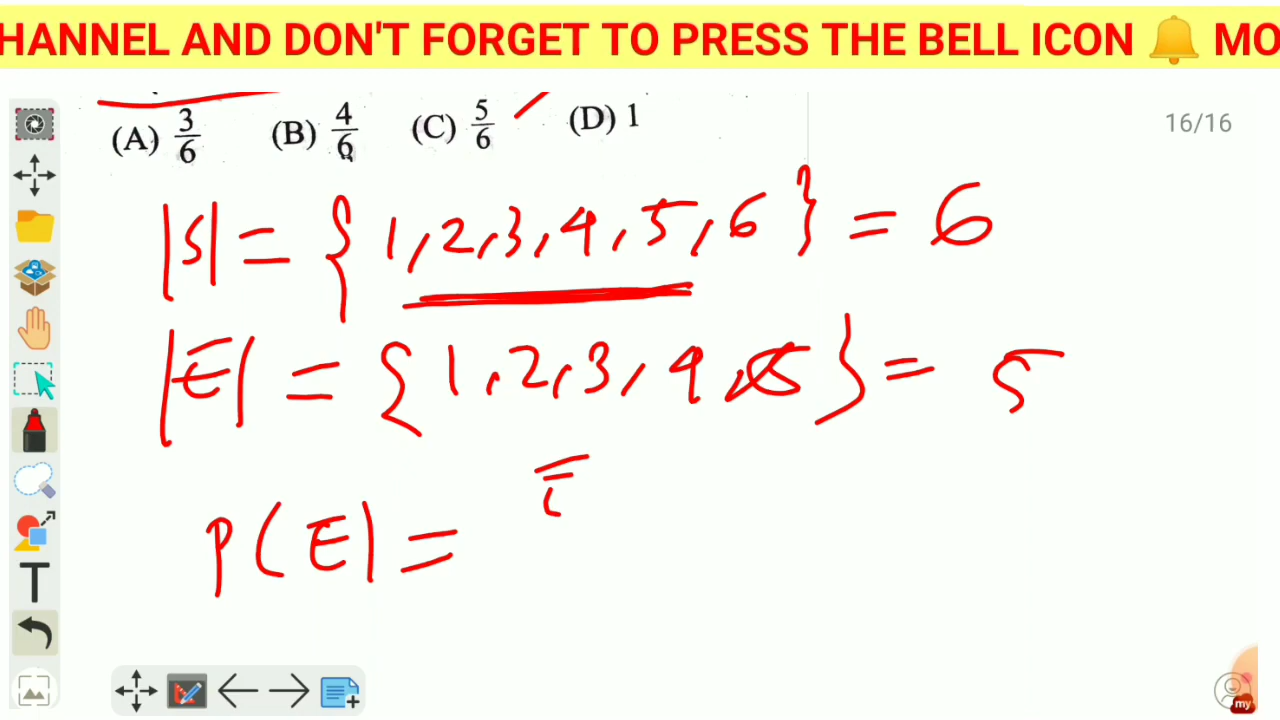 HANNEL AND DON'T FORGET TO PRESS THE BELL ICON 🔔 MO
(A) 3/6 (B) 4/6 (C) 5/6 (D) 1
16/16
|S| = {1,2,3,4,5,6} = 6
|E| = {1,2,3,4,5} = 5
P(E) =
T
my